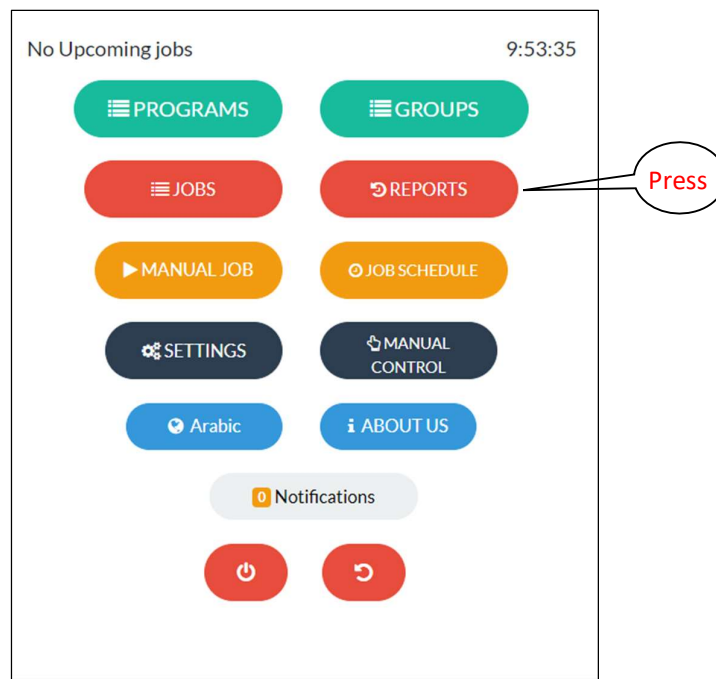 No Upcoming jobs 9:53:35
PROGRAMS GROUPS
JOBS REPORTS
Press
MANUAL JOB JOB SCHEDULE
SETTINGS MANUAL
CONTROL
Arabic ABOUT US
0 Notifications